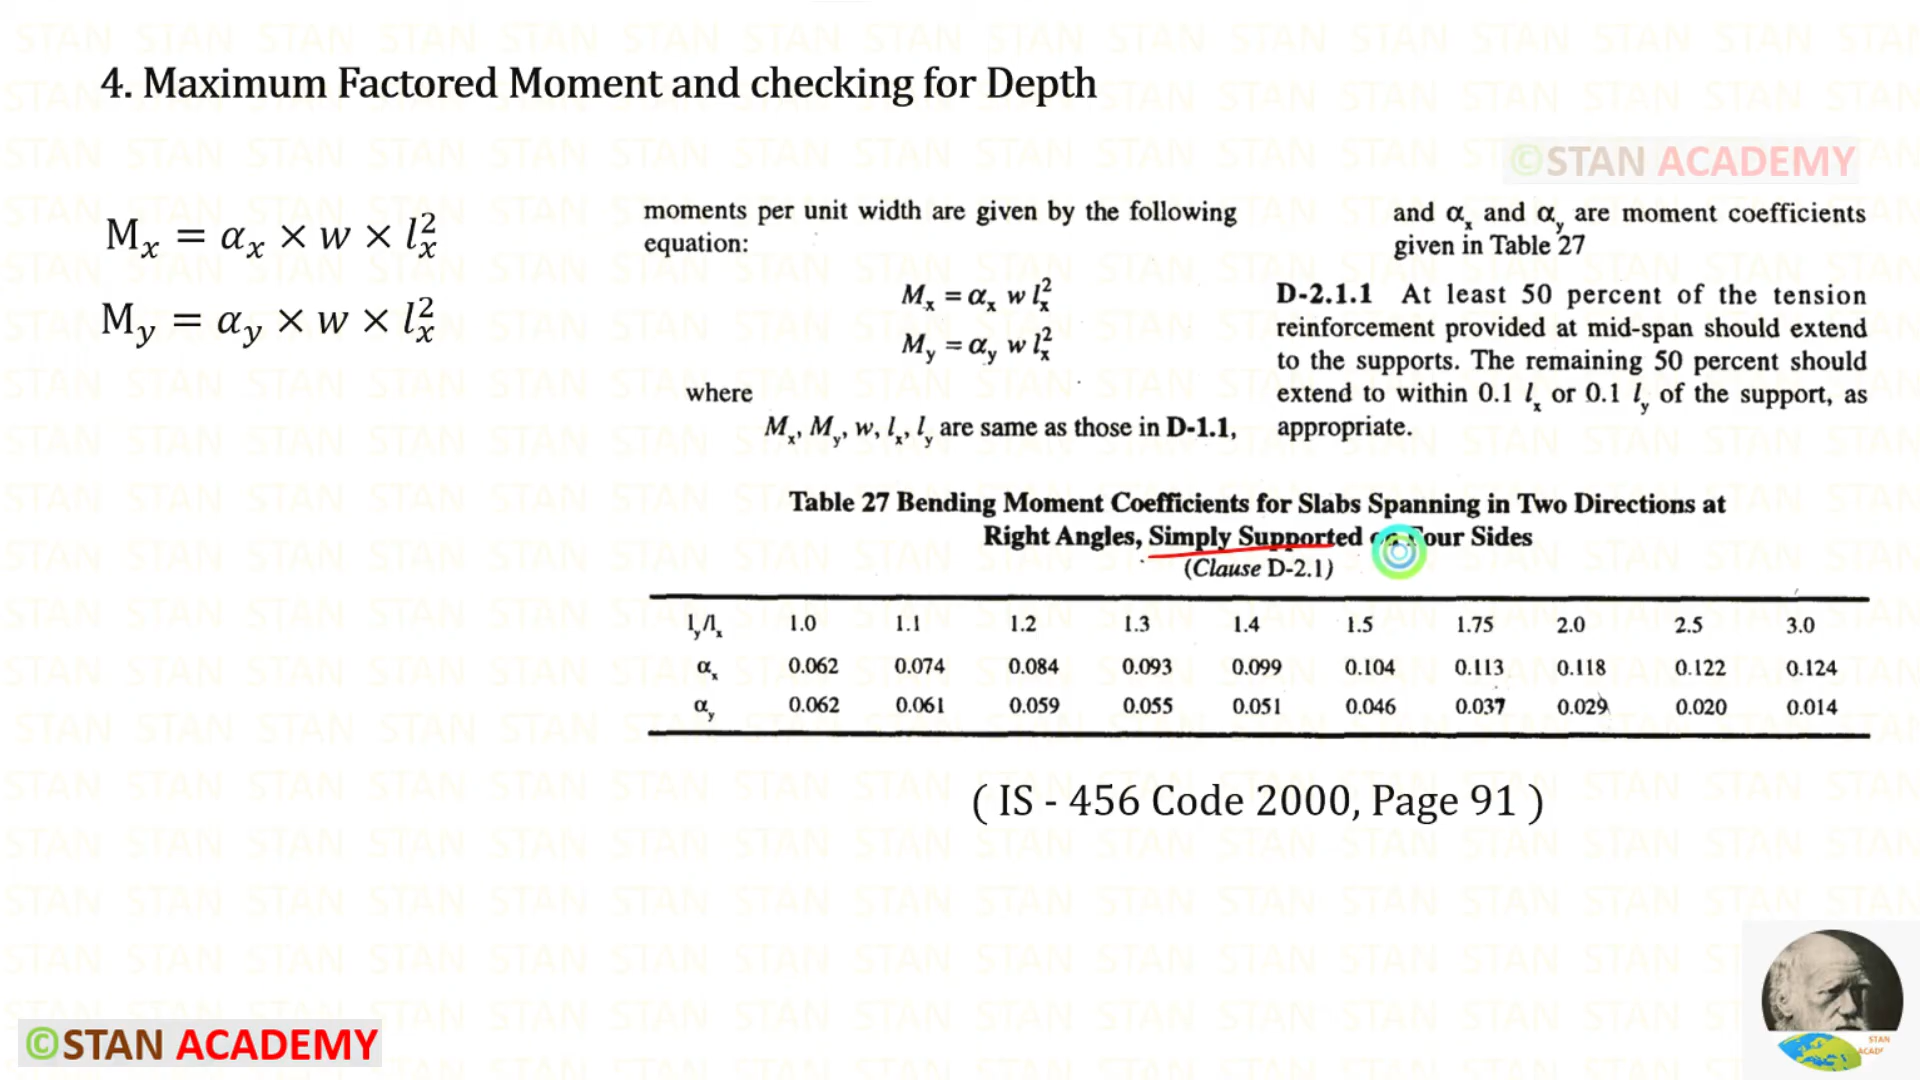 4. Maximum Factored Moment and checking for Depth
©STAN ACADEMY
Mx = αx × w × lx²
My = αy × w × lx²
moments per unit width are given by the following
equation:
Mx = αx w lx²
My = αy w lx²
where
Mx, My, w, lx, ly are same as those in D-1.1,
and αx and αy are moment coefficients
given in Table 27
D-2.1.1 At least 50 percent of the tension
reinforcement provided at mid-span should extend
to the supports. The remaining 50 percent should
extend to within 0.1 lx or 0.1 ly of the support, as
appropriate.
Table 27 Bending Moment Coefficients for Slabs Spanning in Two Directions at
Right Angles, Simply Supported on Four Sides
(Clause D-2.1)
ly/lx 1.0 1.1 1.2 1.3 1.4 1.5 1.75 2.0 2.5 3.0
αx 0.062 0.074 0.084 0.093 0.099 0.104 0.113 0.118 0.122 0.124
αy 0.062 0.061 0.059 0.055 0.051 0.046 0.037 0.029 0.020 0.014
( IS - 456 Code 2000, Page 91 )
©STAN ACADEMY
STAN